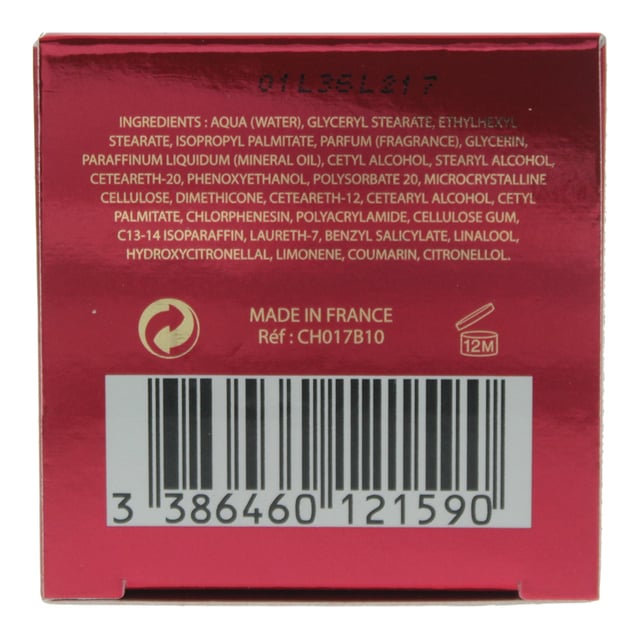 01L36L217
INGREDIENTS : AQUA (WATER), GLYCERYL STEARATE, ETHYLHEXYL
STEARATE, ISOPROPYL PALMITATE, PARFUM (FRAGRANCE), GLYCERIN,
PARAFFINUM LIQUIDUM (MINERAL OIL), CETYL ALCOHOL, STEARYL ALCOHOL,
CETEARETH-20, PHENOXYETHANOL, POLYSORBATE 20, MICROCRYSTALLINE
CELLULOSE, DIMETHICONE, CETEARETH-12, CETEARYL ALCOHOL, CETYL
PALMITATE, CHLORPHENESIN, POLYACRYLAMIDE, CELLULOSE GUM,
C13-14 ISOPARAFFIN, LAURETH-7, BENZYL SALICYLATE, LINALOOL,
HYDROXYCITRONELLAL, LIMONENE, COUMARIN, CITRONELLOL.
MADE IN FRANCE
Réf : CH017B10
12M
3 386460 121590